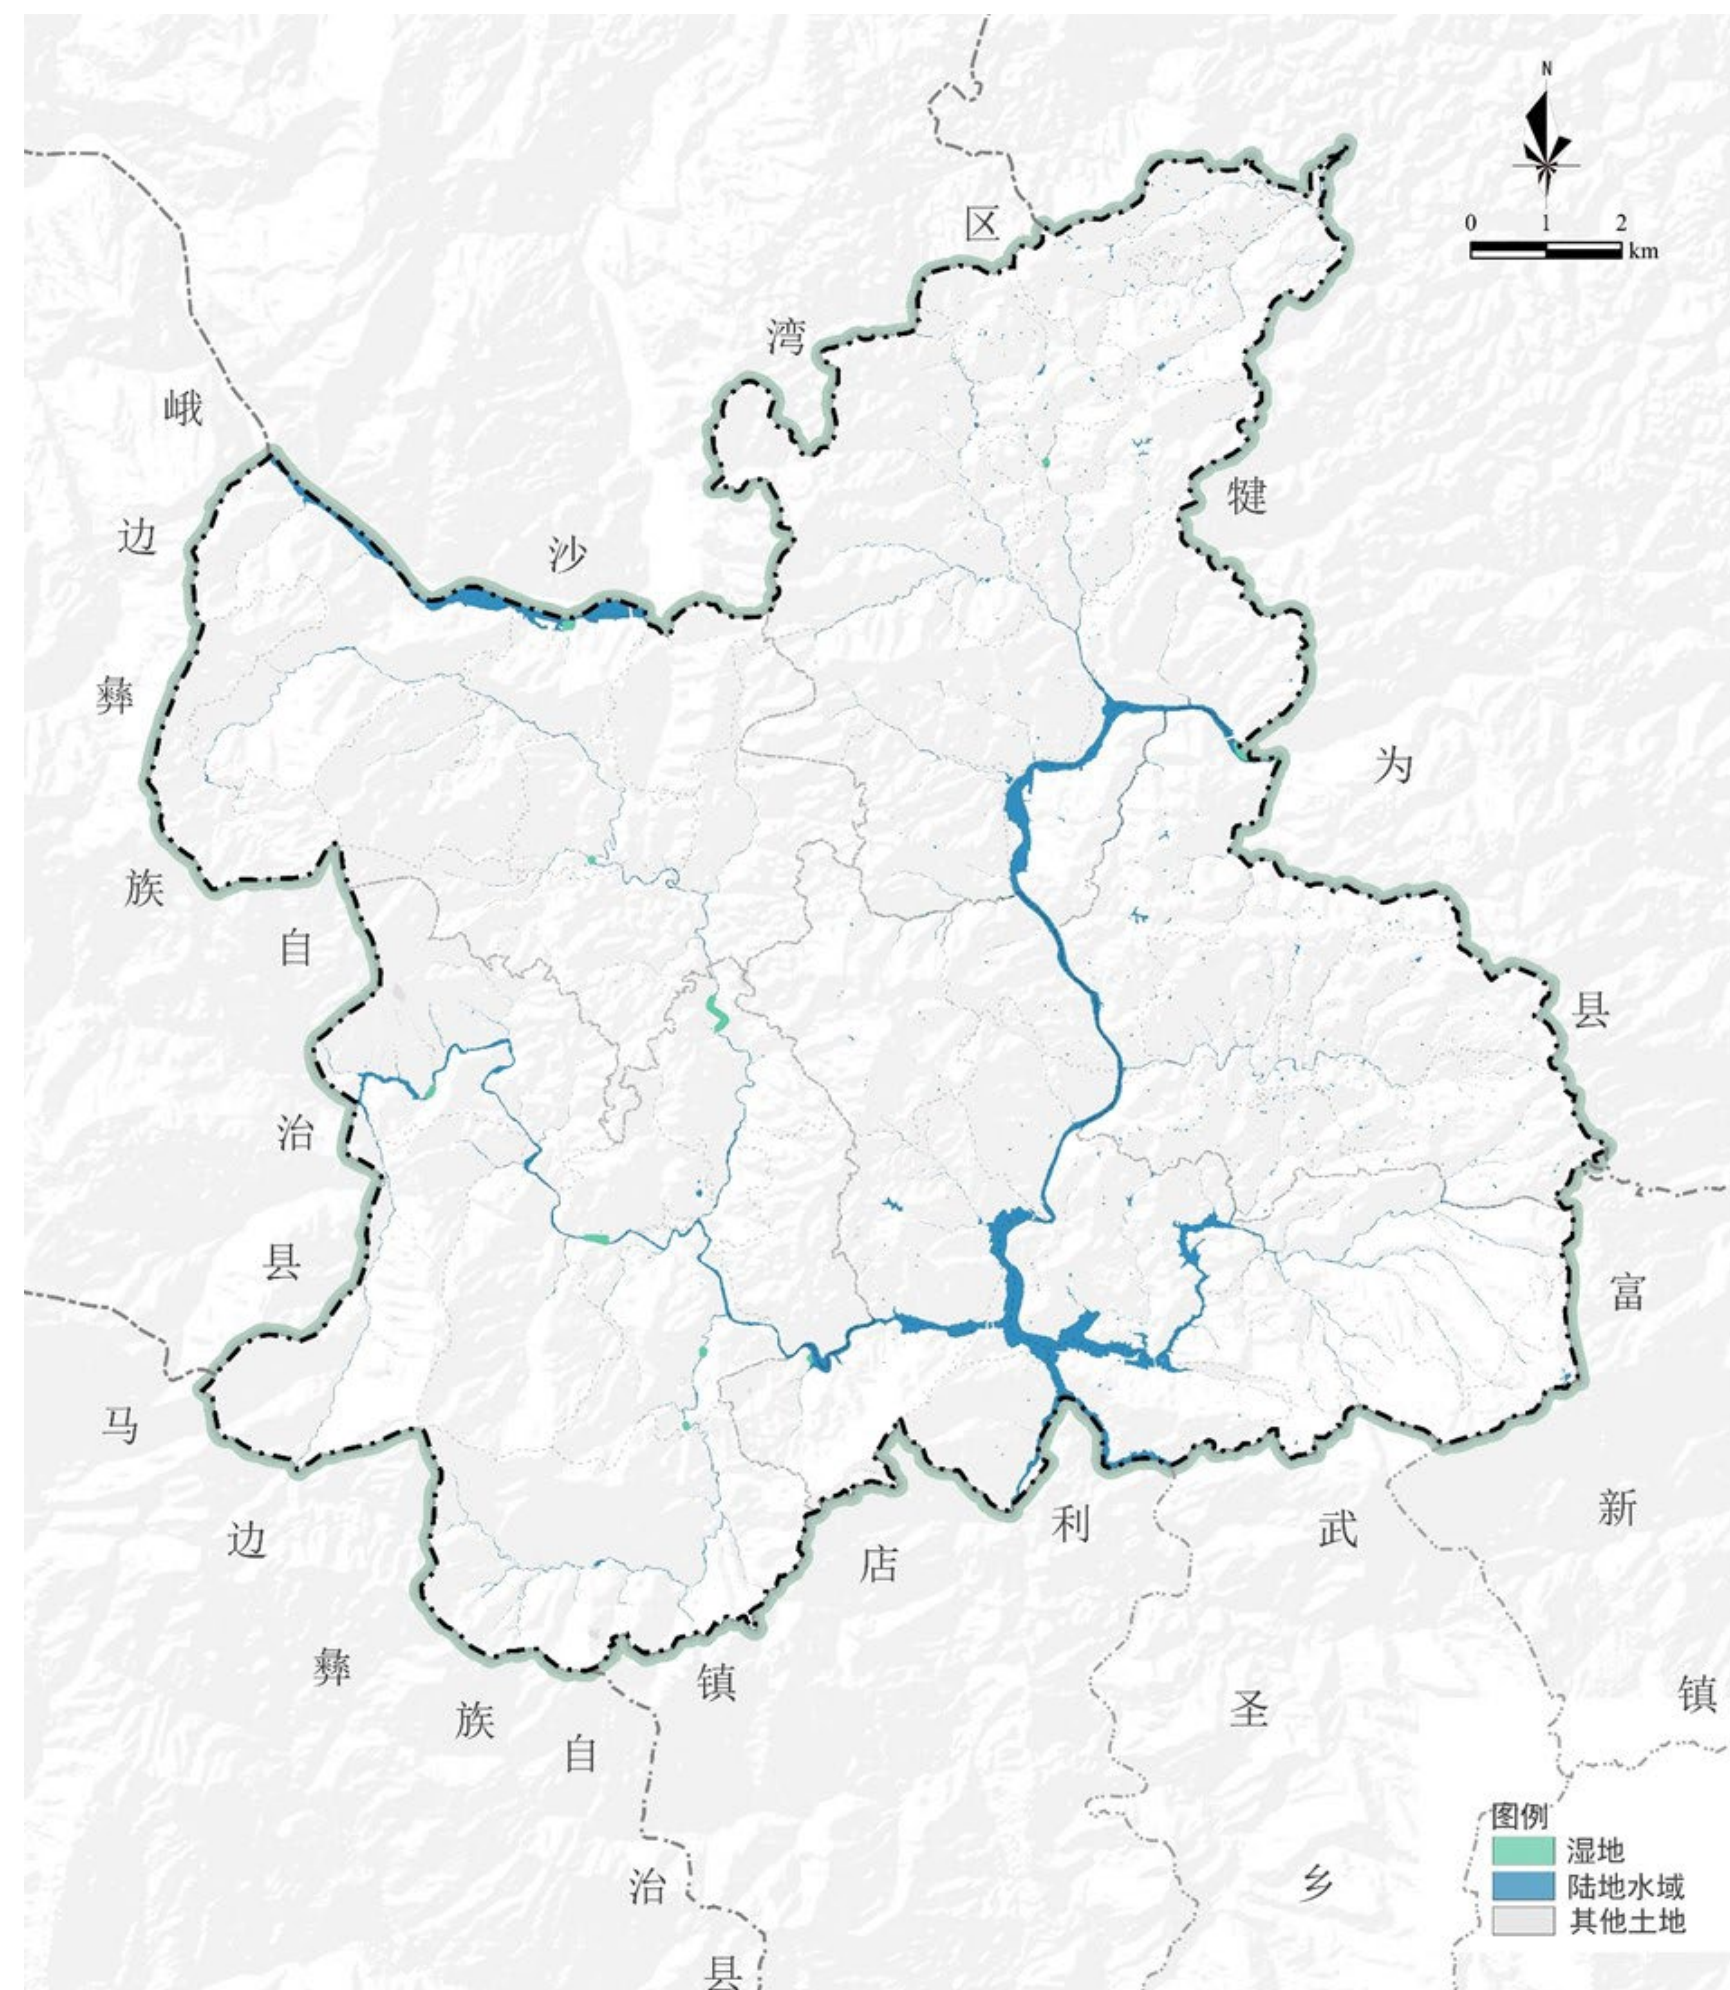 N
0 1 2
km
区
湾
沙
峨
边
彝
族
自
治
县
犍
为
县
富
新
镇
马
边
彝
族
自
治
县
利
店
镇
武
圣
乡
图例
湿地
陆地水域
其他土地